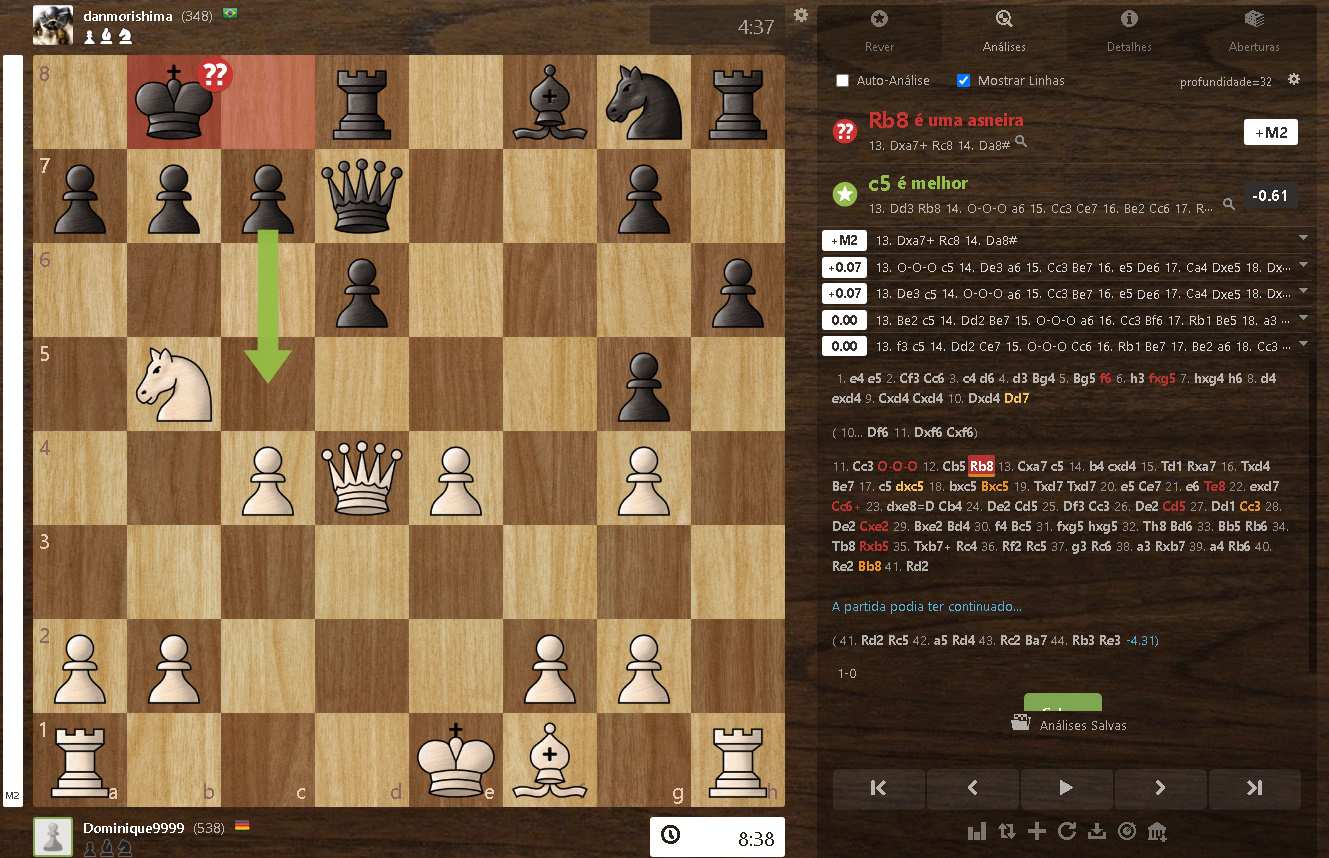 danmorishima (348)
4:37
Rever
Análises
Detalhes
Aberturas
Auto-Análise
Mostrar Linhas
profundidade=32
?? Rb8 é uma asneira
+M2
13. Dxa7+ Rc8 14. Da8#
c5 é melhor
-0.61
13. Dd3 Rb8 14. O-O-O a6 15. Cc3 Ce7 16. Be2 Cc6 17. R...
+M2 13. Dxa7+ Rc8 14. Da8#
+0.07 13. O-O-O c5 14. De3 a6 15. Cc3 Be7 16. e5 De6 17. Ca4 Dxe5 18. Dx...
+0.07 13. De3 c5 14. O-O-O a6 15. Cc3 Be7 16. e5 De6 17. Ca4 Dxe5 18. Dx...
0.00 13. Be2 c5 14. Dd2 Be7 15. O-O-O a6 16. Cc3 Bf6 17. Rb1 Be5 18. a3 ...
0.00 13. f3 c5 14. Dd2 Ce7 15. O-O-O Cc6 16. Rb1 Be7 17. Be2 a6 18. Cc3 ...
1. e4 e5 2. Cf3 Cc6 3. c4 d6 4. d3 Bg4 5. Bg5 f6 6. h3 fxg5 7. hxg4 h6 8. d4
exd4 9. Cxd4 Cxd4 10. Dxd4 Dd7
( 10... Df6 11. Dxf6 Cxf6)
11. Cc3 O-O-O 12. Cb5 Rb8 13. Cxa7 c5 14. b4 cxd4 15. Td1 Rxa7 16. Txd4
Be7 17. c5 dxc5 18. bxc5 Bxc5 19. Txd7 Txd7 20. e5 Ce7 21. e6 Te8 22. exd7
Cc6+ 23. dxe8=D Cb4 24. De2 Cd5 25. Df3 Cc3 26. De2 Cd5 27. Dd1 Cc3 28.
De2 Cxe2 29. Bxe2 Bd4 30. f4 Bc5 31. fxg5 hxg5 32. Th8 Bd6 33. Bb5 Rb6 34.
Tb8 Rxb5 35. Txb7+ Rc4 36. Rf2 Rc5 37. g3 Rc6 38. a3 Rxb7 39. a4 Rb6 40.
Re2 Bb8 41. Rd2
A partida podia ter continuado...
( 41. Rd2 Rc5 42. a5 Rd4 43. Rc2 Ba7 44. Rb3 Re3 -4.31)
1-0
Análises Salvas
??
8
7
6
5
4
3
2
1
a
b
c
d
e
f
g
h
M2
Dominique9999 (538)
8:38